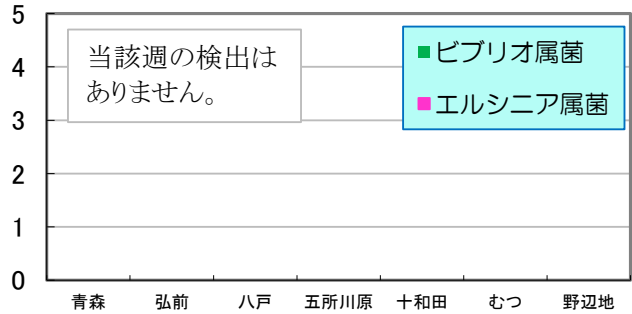 5
4
3
2
1
0
当該週の検出は
ありません。
ビブリオ属菌
エルシニア属菌
青森 弘前 八戸 五所川原 十和田 むつ 野辺地